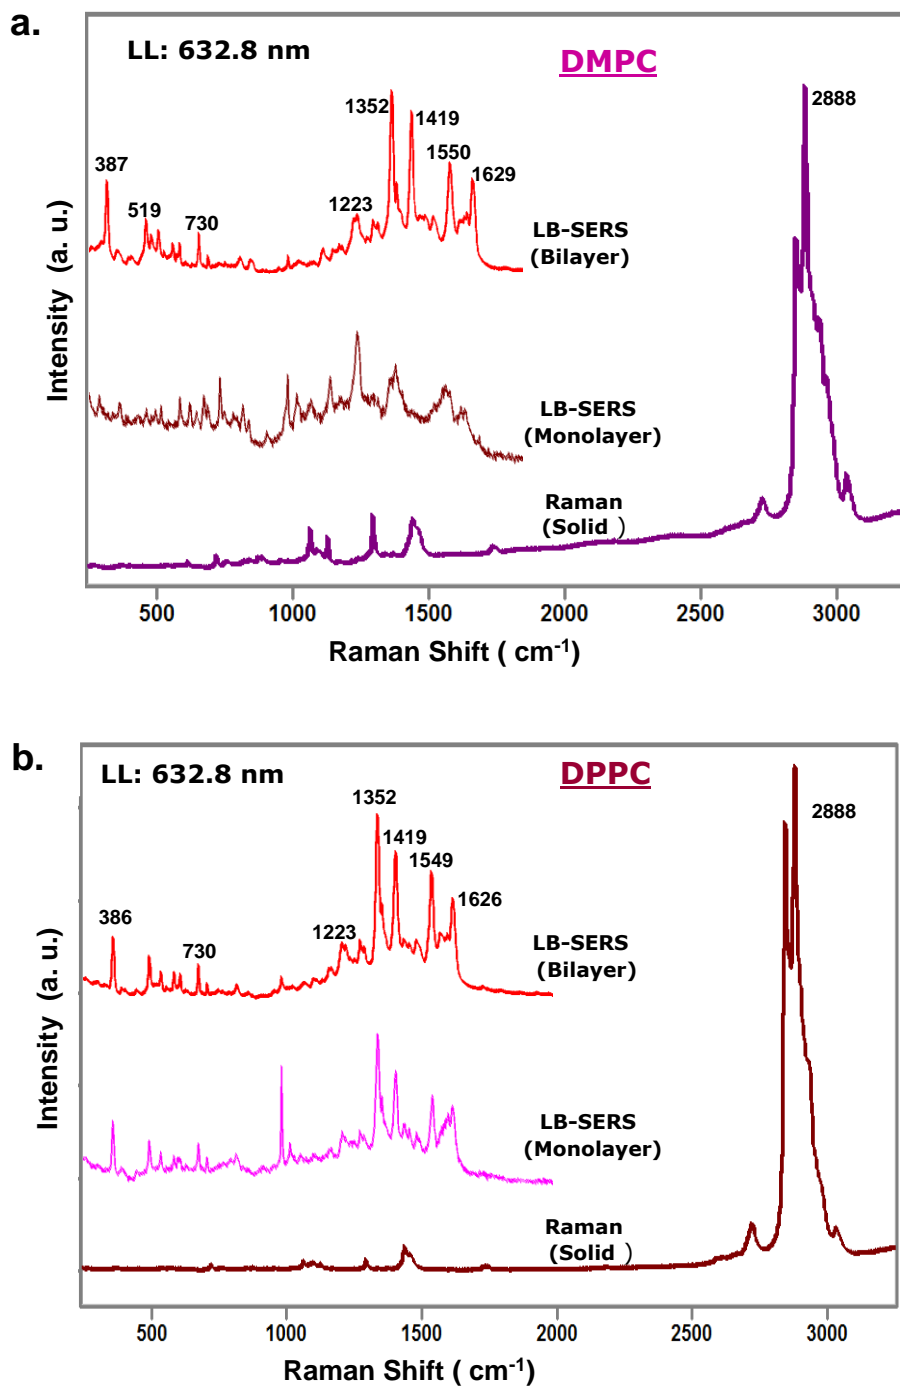 a.
LL: 632.8 nm
DMPC
1352
1419
2888
387
1550
1629
519
730
1223
LB-SERS
(Bilayer)
LB-SERS
(Monolayer)
Raman
(Solid )
Intensity (a. u.)
500 1000 1500 2000 2500 3000
Raman Shift ( cm-1)
b.
LL: 632.8 nm
DPPC
1352
2888
1419
1549
1626
386
730
1223
LB-SERS
(Bilayer)
LB-SERS
(Monolayer)
Raman
(Solid )
Intensity (a. u.)
500 1000 1500 2000 2500 3000
Raman Shift ( cm-1)